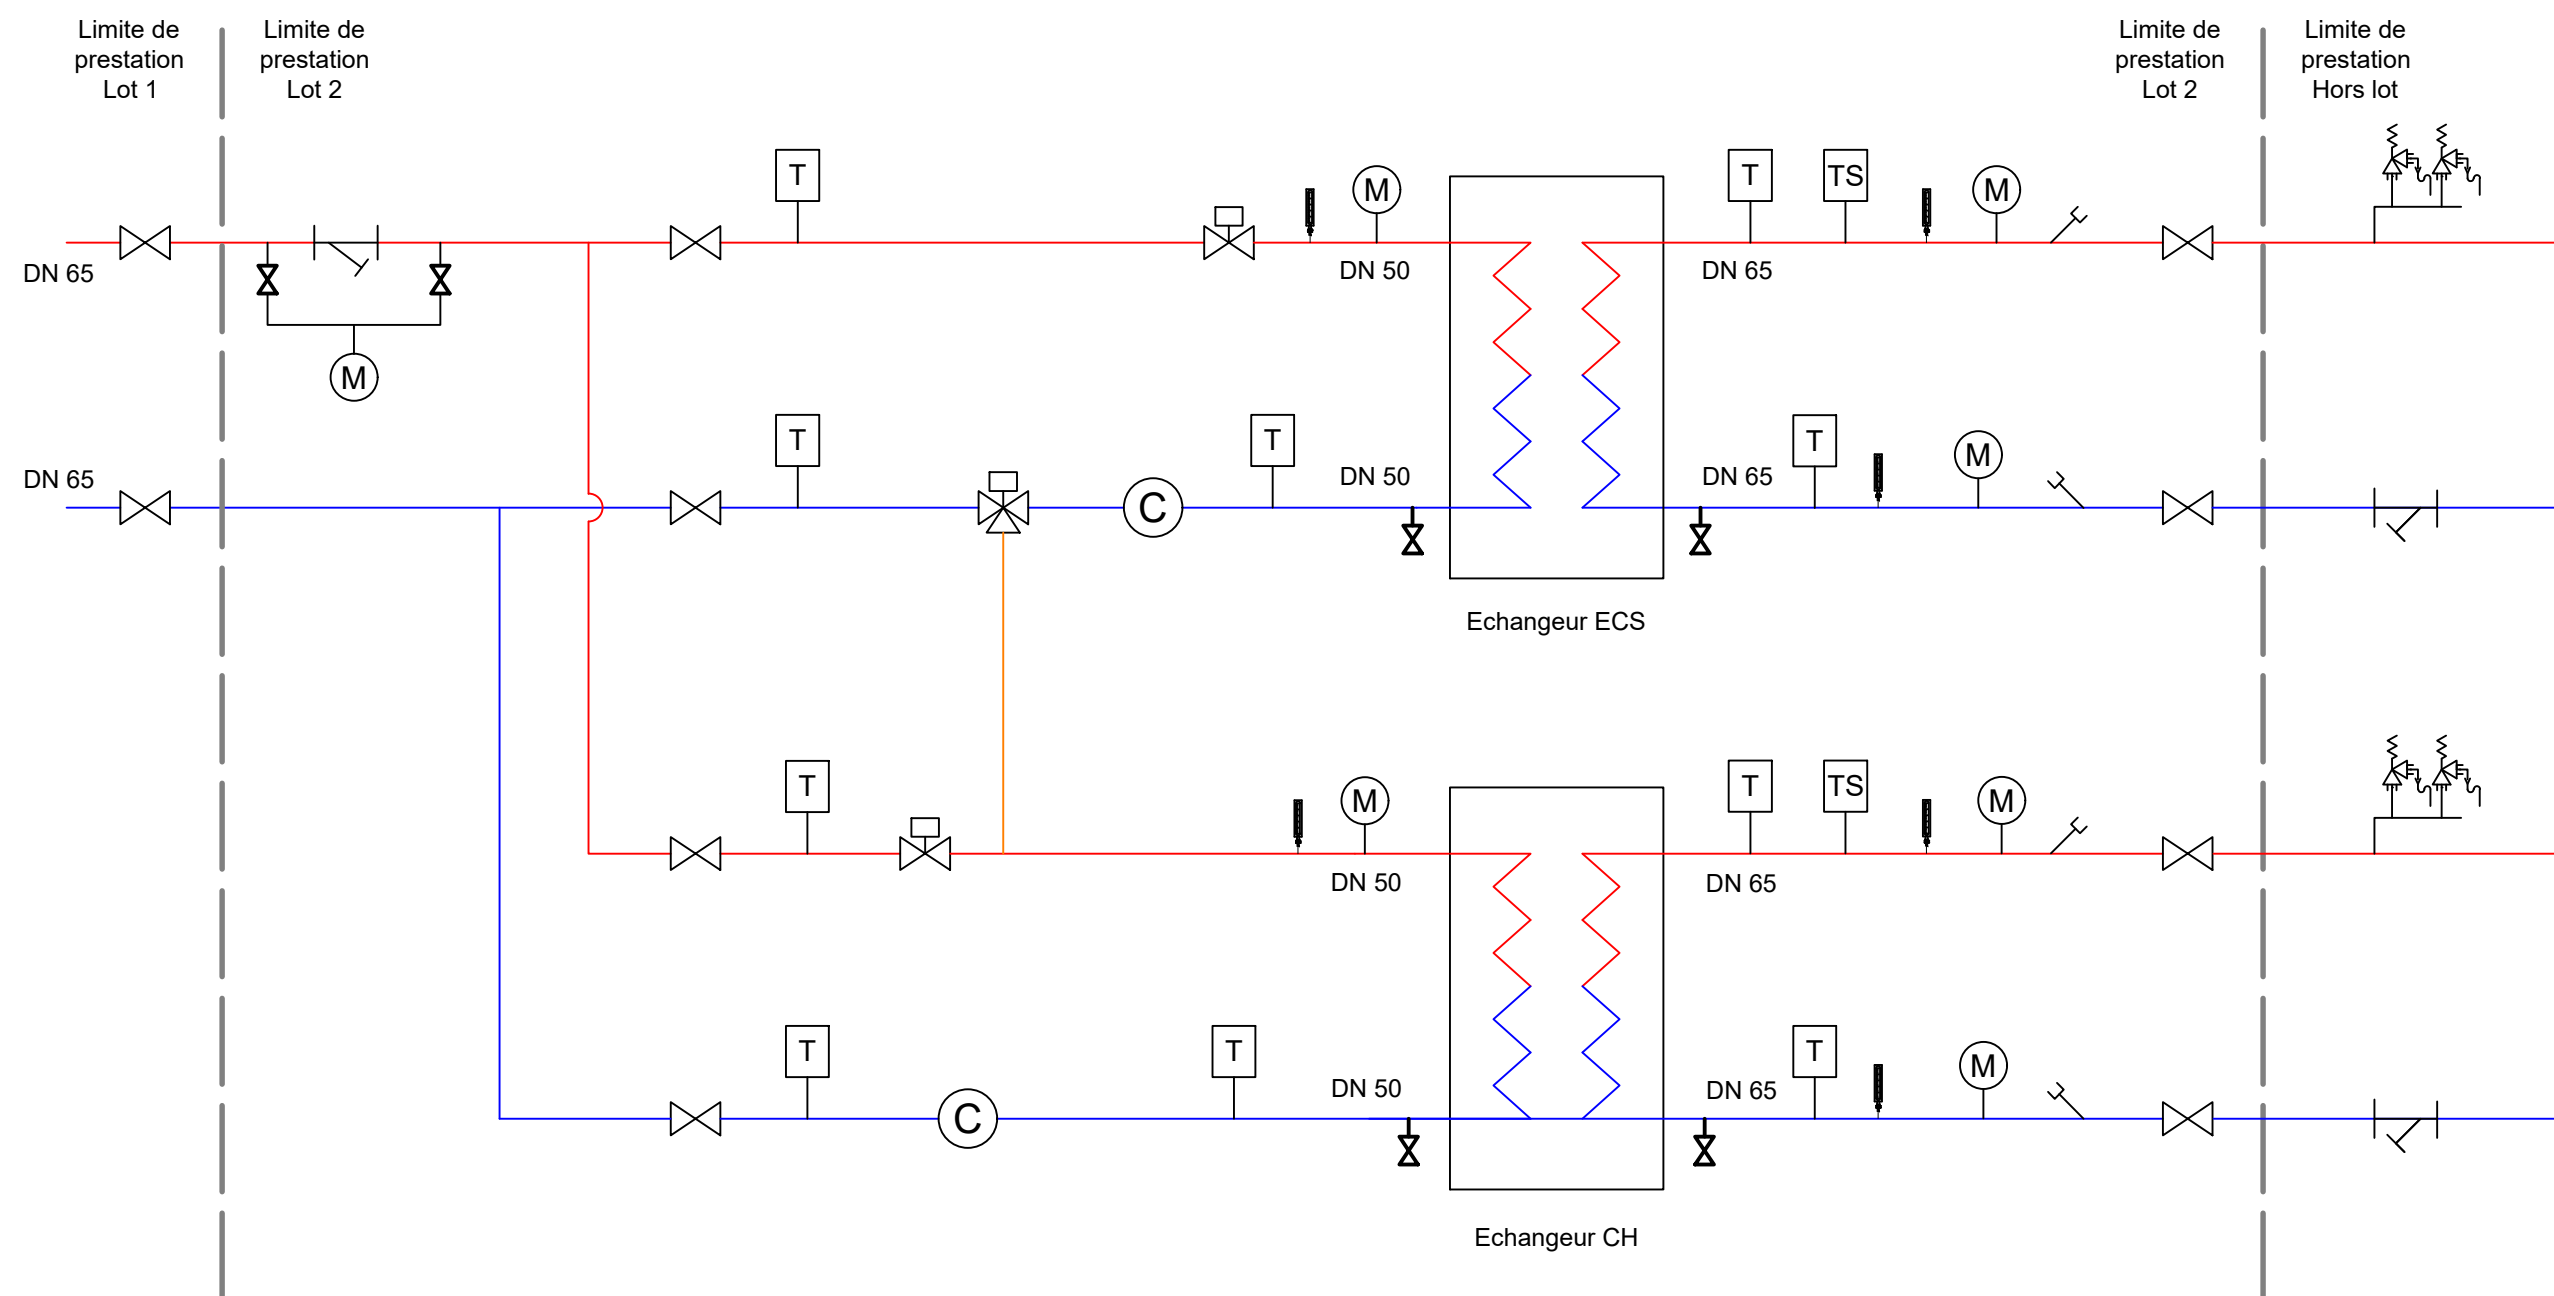 Limite de
prestation
Lot 1
Limite de
prestation
Lot 2
Limite de
prestation
Lot 2
Limite de
prestation
Hors lot
T
M
T
TS
M
DN 65
DN 50
DN 65
M
T
T
T
M
DN 65
DN 50
DN 65
C
Echangeur ECS
T
M
T
TS
M
DN 50
DN 65
T
T
T
M
DN 50
DN 65
C
Echangeur CH